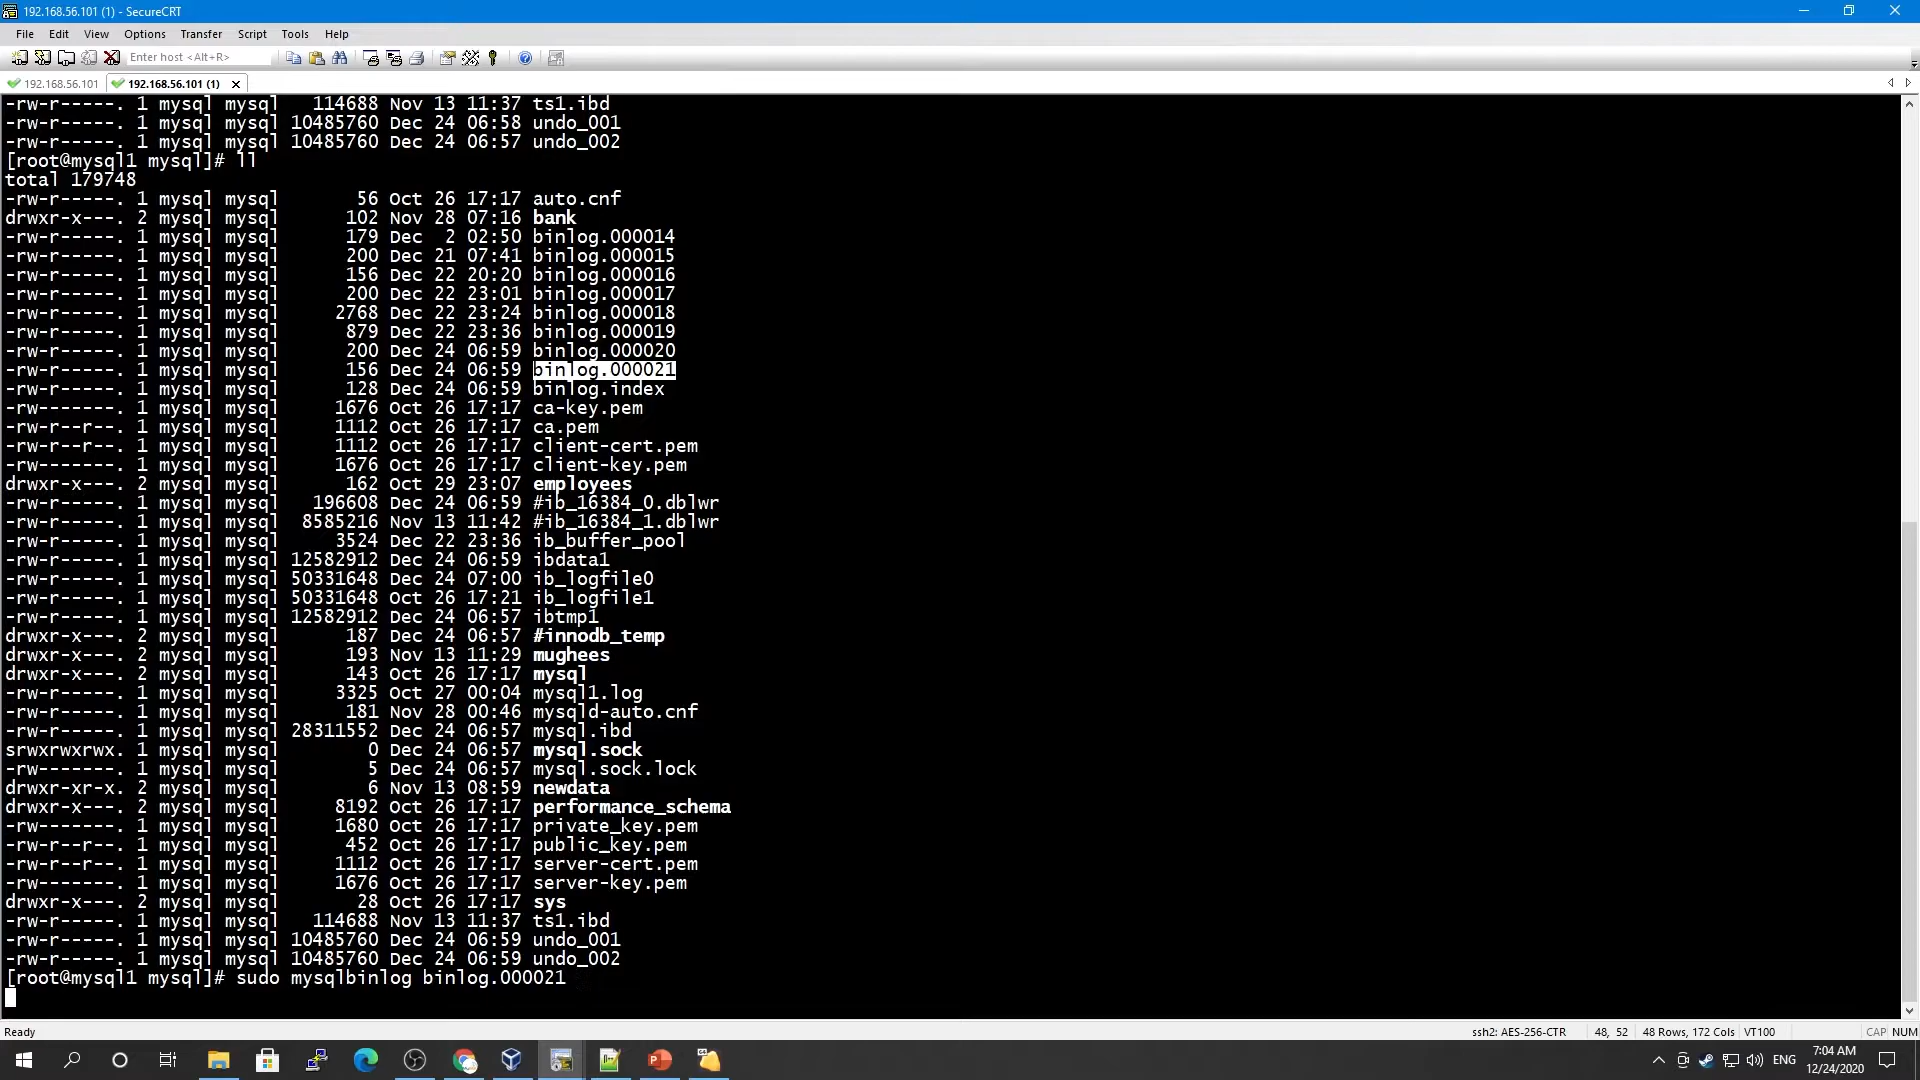 192.168.56.101 (1) - SecureCRT
File Edit View Options Transfer Script Tools Help
Enter host <Alt+R>
192.168.56.101 192.168.56.101 (1)
-rw-r-----. 1 mysql mysql   114688 Nov 13 11:37 ts1.ibd
-rw-r-----. 1 mysql mysql 10485760 Dec 24 06:58 undo_001
-rw-r-----. 1 mysql mysql 10485760 Dec 24 06:57 undo_002
[root@mysql1 mysql]# ll
total 179748
-rw-r-----. 1 mysql mysql       56 Oct 26 17:17 auto.cnf
drwxr-x---. 2 mysql mysql      102 Nov 28 07:16 bank
-rw-r-----. 1 mysql mysql      179 Dec  2 02:50 binlog.000014
-rw-r-----. 1 mysql mysql      200 Dec 21 07:41 binlog.000015
-rw-r-----. 1 mysql mysql      156 Dec 22 20:20 binlog.000016
-rw-r-----. 1 mysql mysql      200 Dec 22 23:01 binlog.000017
-rw-r-----. 1 mysql mysql     2768 Dec 22 23:24 binlog.000018
-rw-r-----. 1 mysql mysql      879 Dec 22 23:36 binlog.000019
-rw-r-----. 1 mysql mysql      200 Dec 24 06:59 binlog.000020
-rw-r-----. 1 mysql mysql      156 Dec 24 06:59 binlog.000021
-rw-r-----. 1 mysql mysql      128 Dec 24 06:59 binlog.index
-rw-------. 1 mysql mysql     1676 Oct 26 17:17 ca-key.pem
-rw-r--r--. 1 mysql mysql     1112 Oct 26 17:17 ca.pem
-rw-r--r--. 1 mysql mysql     1112 Oct 26 17:17 client-cert.pem
-rw-------. 1 mysql mysql     1676 Oct 26 17:17 client-key.pem
drwxr-x---. 2 mysql mysql      162 Oct 29 23:07 employees
-rw-r-----. 1 mysql mysql   196608 Dec 24 06:59 #ib_16384_0.dblwr
-rw-r-----. 1 mysql mysql  8585216 Nov 13 11:42 #ib_16384_1.dblwr
-rw-r-----. 1 mysql mysql     3524 Dec 22 23:36 ib_buffer_pool
-rw-r-----. 1 mysql mysql 12582912 Dec 24 06:59 ibdata1
-rw-r-----. 1 mysql mysql 50331648 Dec 24 07:00 ib_logfile0
-rw-r-----. 1 mysql mysql 50331648 Oct 26 17:21 ib_logfile1
-rw-r-----. 1 mysql mysql 12582912 Dec 24 06:57 ibtmp1
drwxr-x---. 2 mysql mysql      187 Dec 24 06:57 #innodb_temp
drwxr-x---. 2 mysql mysql      193 Nov 13 11:29 mughees
drwxr-x---. 2 mysql mysql      143 Oct 26 17:17 mysql
-rw-r-----. 1 mysql mysql     3325 Oct 27 00:04 mysql1.log
-rw-r-----. 1 mysql mysql      181 Nov 28 00:46 mysqld-auto.cnf
-rw-r-----. 1 mysql mysql 28311552 Dec 24 06:57 mysql.ibd
srwxrwxrwx. 1 mysql mysql        0 Dec 24 06:57 mysql.sock
-rw-------. 1 mysql mysql        5 Dec 24 06:57 mysql.sock.lock
drwxr-xr-x. 2 mysql mysql        6 Nov 13 08:59 newdata
drwxr-x---. 2 mysql mysql     8192 Oct 26 17:17 performance_schema
-rw-------. 1 mysql mysql     1680 Oct 26 17:17 private_key.pem
-rw-r--r--. 1 mysql mysql      452 Oct 26 17:17 public_key.pem
-rw-r--r--. 1 mysql mysql     1112 Oct 26 17:17 server-cert.pem
-rw-------. 1 mysql mysql     1676 Oct 26 17:17 server-key.pem
drwxr-x---. 2 mysql mysql       28 Oct 26 17:17 sys
-rw-r-----. 1 mysql mysql   114688 Nov 13 11:37 ts1.ibd
-rw-r-----. 1 mysql mysql 10485760 Dec 24 06:59 undo_001
-rw-r-----. 1 mysql mysql 10485760 Dec 24 06:59 undo_002
[root@mysql1 mysql]# sudo mysqlbinlog binlog.000021
Ready ssh2: AES-256-CTR 48, 52 48 Rows, 172 Cols VT100 CAP NUM
ENG 7:04 AM
12/24/2020